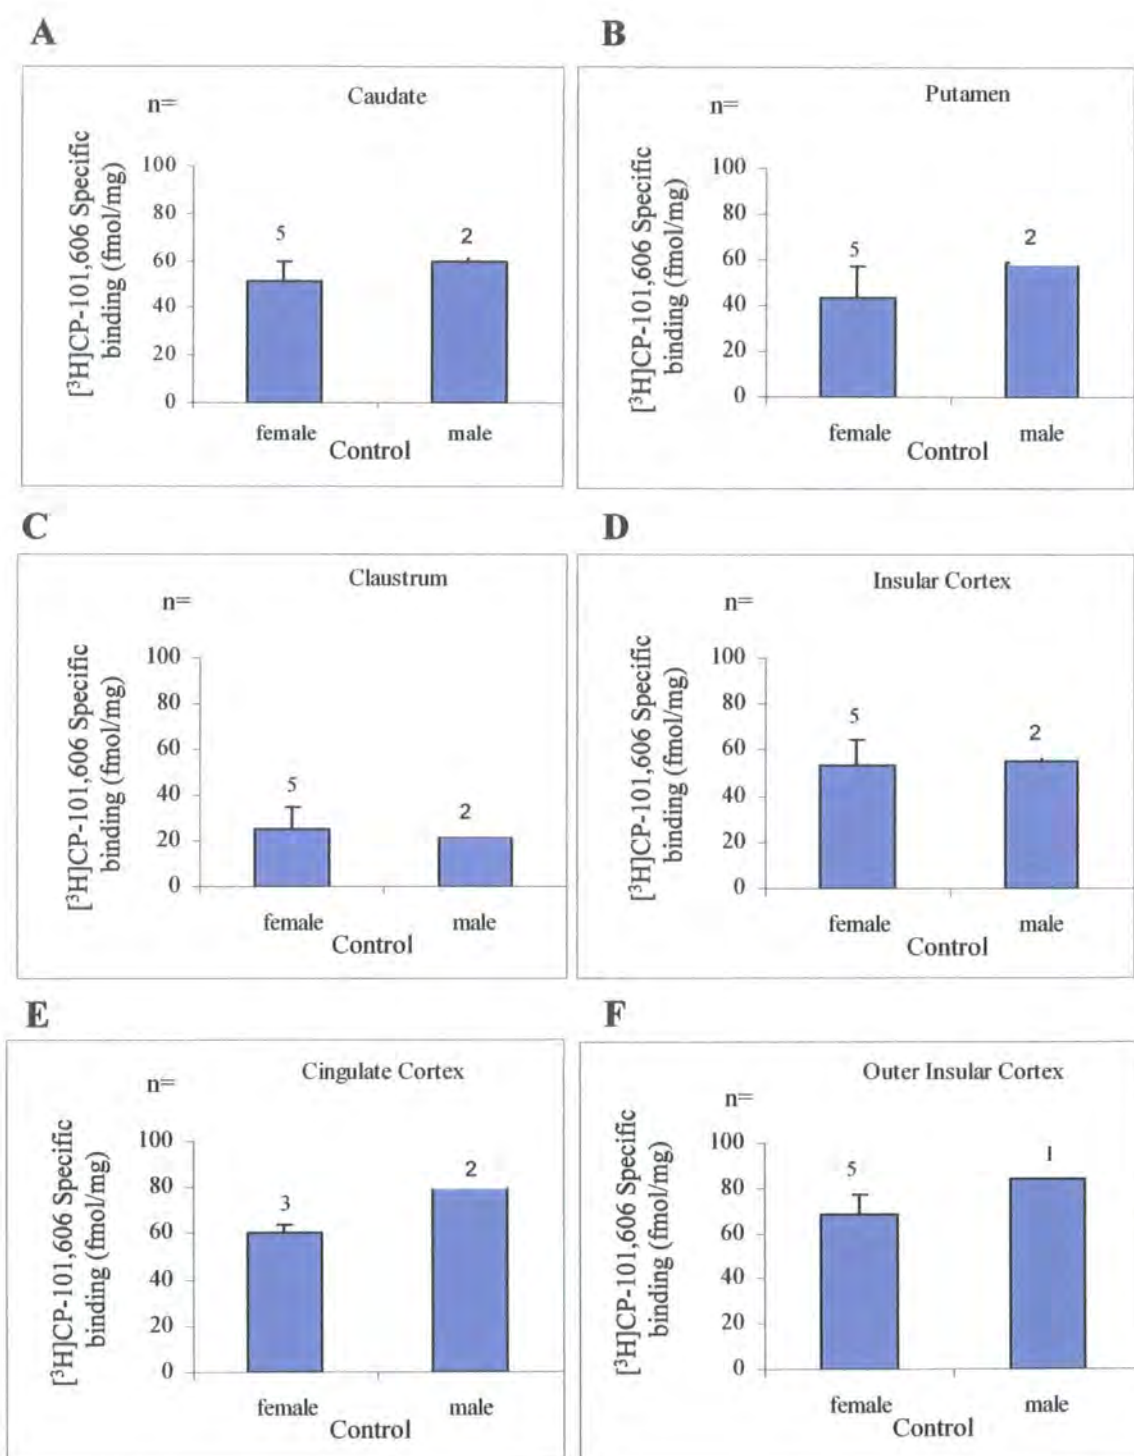 A
n=
Caudate
[³H]CP-101,606 Specific
binding (fmol/mg)
100
80
60
40
20
0
5
2
female
male
Control
B
n=
Putamen
[³H]CP-101,606 Specific
binding (fmol/mg)
100
80
60
40
20
0
5
2
female
male
Control
C
n=
Claustrum
[³H]CP-101,606 Specific
binding (fmol/mg)
100
80
60
40
20
0
5
2
female
male
Control
D
n=
Insular Cortex
[³H]CP-101,606 Specific
binding (fmol/mg)
100
80
60
40
20
0
5
2
female
male
Control
E
n=
Cingulate Cortex
[³H]CP-101,606 Specific
binding (fmol/mg)
100
80
60
40
20
0
3
2
female
male
Control
F
n=
Outer Insular Cortex
[³H]CP-101,606 Specific
binding (fmol/mg)
100
80
60
40
20
0
5
1
female
male
Control